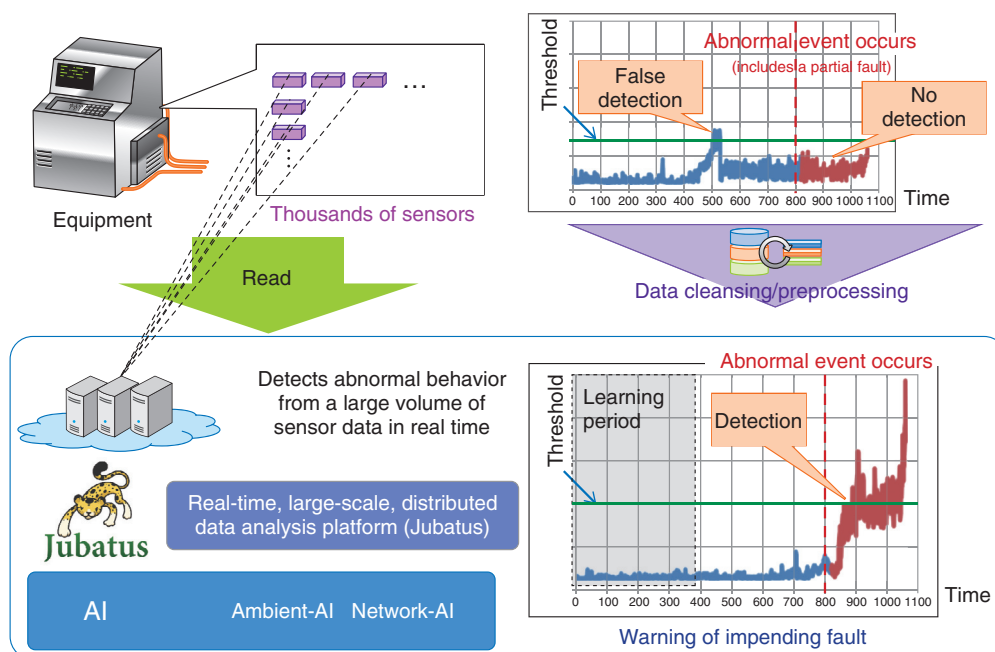 Equipment
Thousands of sensors
...
Read
Threshold
Abnormal event occurs
(includes a partial fault)
False
detection
No
detection
0 100 200 300 400 500 600 700 800 900 1000 1100
Time
Data cleansing/preprocessing
Detects abnormal behavior
from a large volume of
sensor data in real time
Jubatus
Real-time, large-scale, distributed
data analysis platform (Jubatus)
AI
Ambient-AI Network-AI
Abnormal event occurs
Threshold
Learning
period
Detection
0 100 200 300 400 500 600 700 800 900 1000 1100
Time
Warning of impending fault